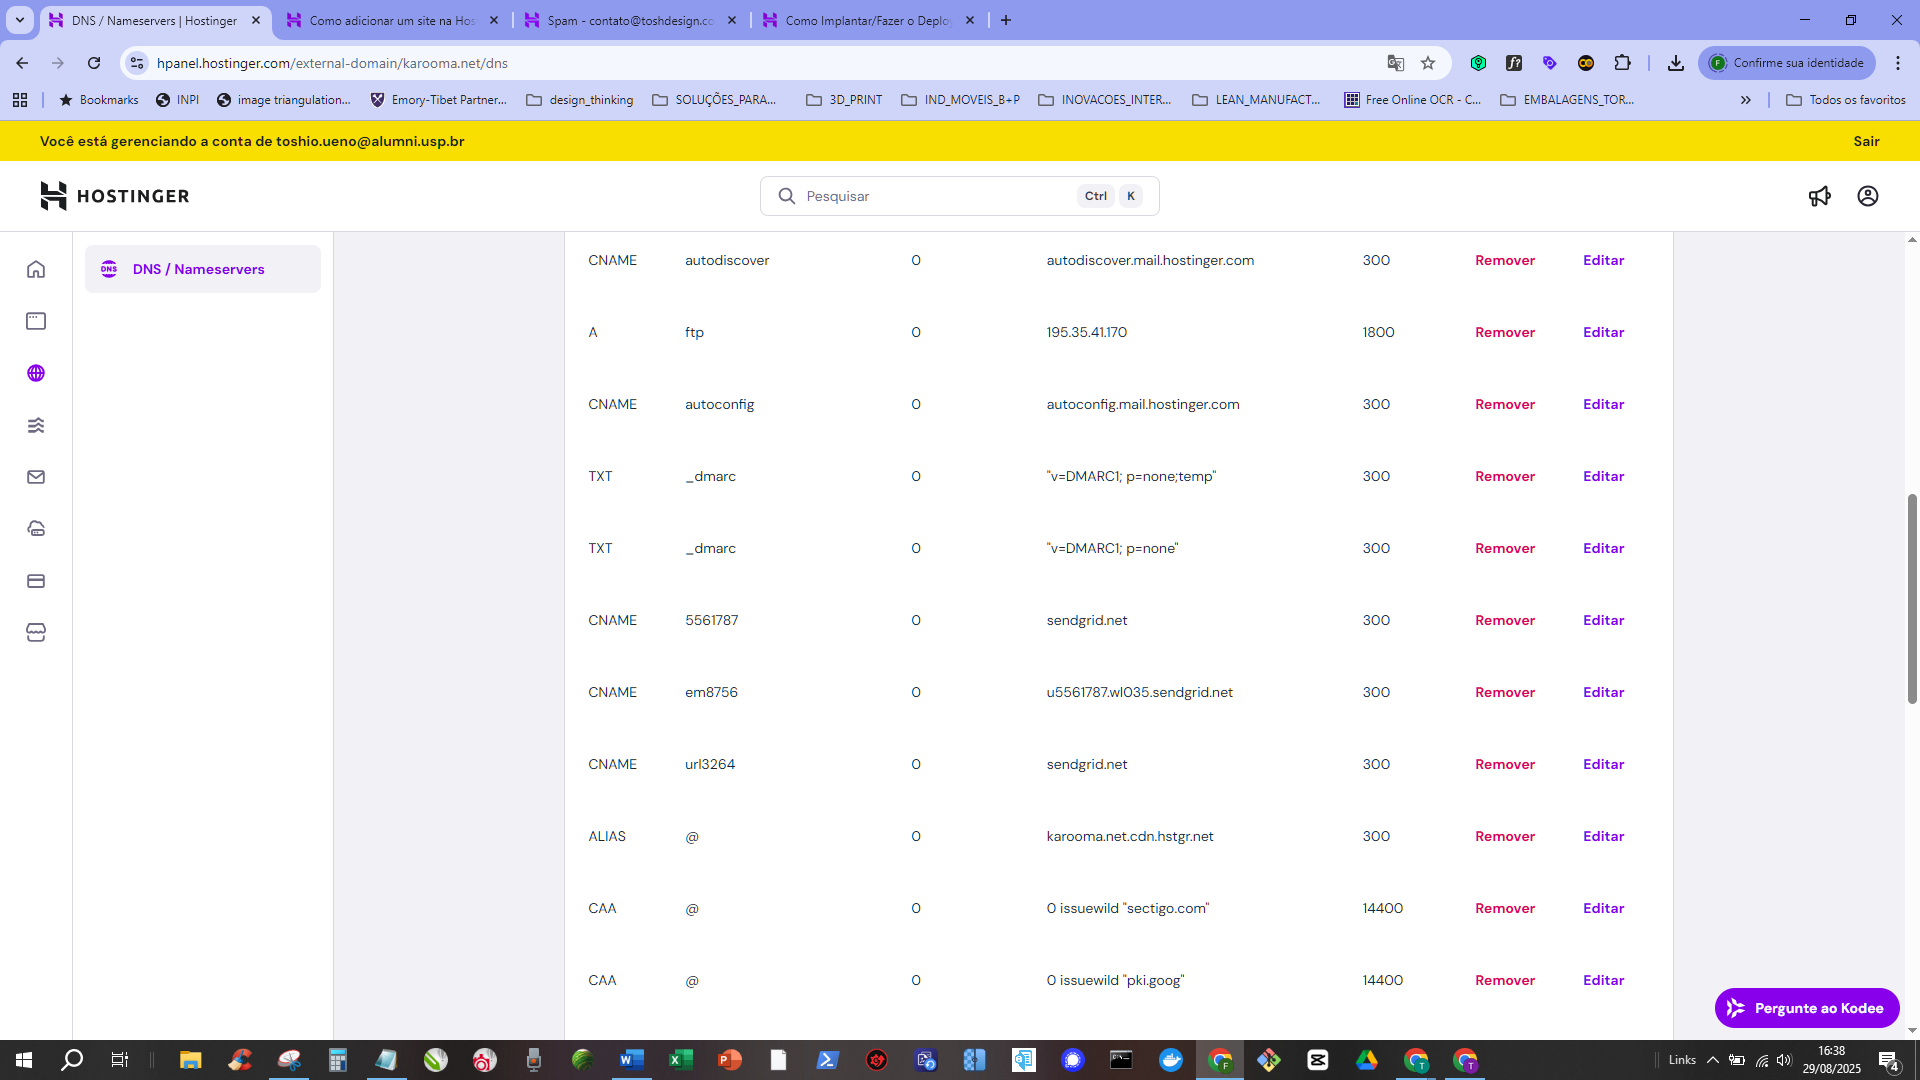 DNS / Nameservers | Hostinger
Como adicionar um site na Hos
Spam - contato@toshdesign.co
Como Implantar/Fazer o Deplo
hpanel.hostinger.com/external-domain/karooma.net/dns
Confirme sua identidade
Bookmarks
INPI
image triangulation...
Emory-Tibet Partner...
design_thinking
SOLUÇÕES_PARA...
3D_PRINT
IND_MOVEIS_B+P
INOVACOES_INTER...
LEAN_MANUFACT...
Free Online OCR - C...
EMBALAGENS_TOR...
Todos os favoritos
Você está gerenciando a conta de toshio.ueno@alumni.usp.br
Sair
HOSTINGER
Pesquisar
Ctrl
K
DNS / Nameservers
CNAME autodiscover 0 autodiscover.mail.hostinger.com 300 Remover Editar
A ftp 0 195.35.41.170 1800 Remover Editar
CNAME autoconfig 0 autoconfig.mail.hostinger.com 300 Remover Editar
TXT _dmarc 0 "v=DMARC1; p=none;temp" 300 Remover Editar
TXT _dmarc 0 "v=DMARC1; p=none" 300 Remover Editar
CNAME 5561787 0 sendgrid.net 300 Remover Editar
CNAME em8756 0 u5561787.wl035.sendgrid.net 300 Remover Editar
CNAME url3264 0 sendgrid.net 300 Remover Editar
ALIAS @ 0 karooma.net.cdn.hstgr.net 300 Remover Editar
CAA @ 0 0 issuewild "sectigo.com" 14400 Remover Editar
CAA @ 0 0 issuewild "pki.goog" 14400 Remover Editar
Pergunte ao Kodee
Links
16:38
29/08/2025
4